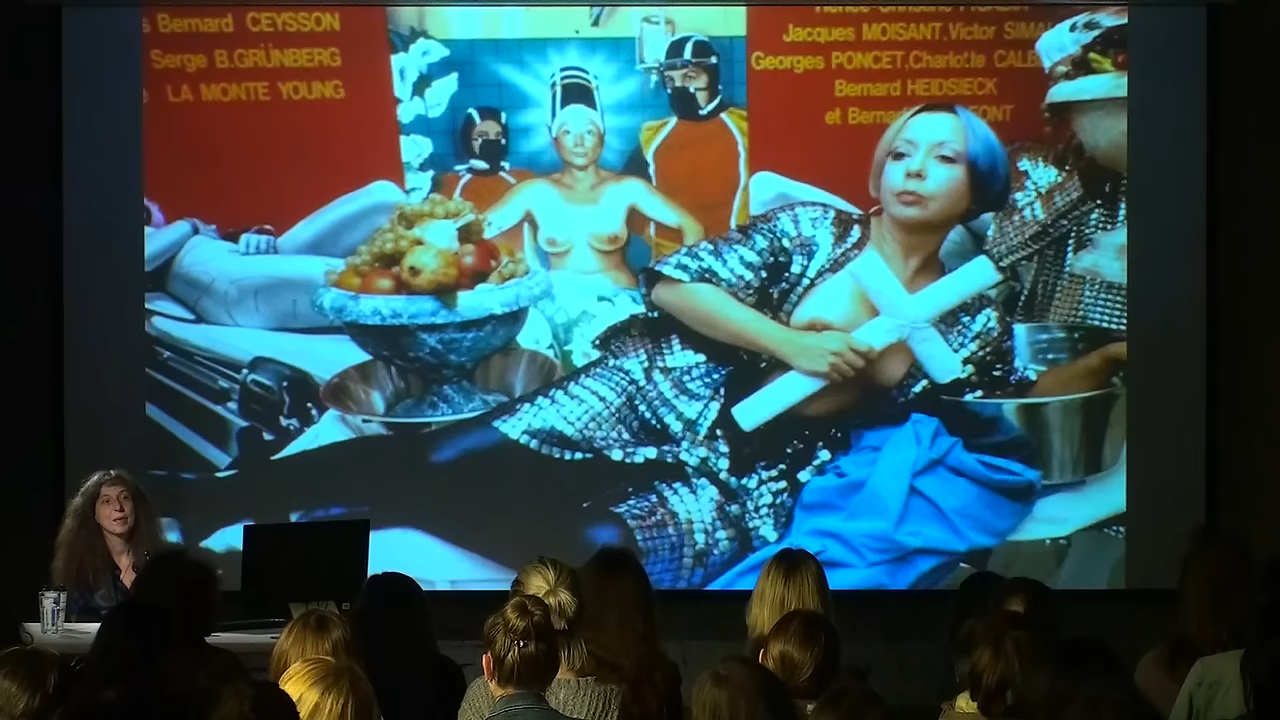 Bernard CEYSSON
Serge B.GRÜNBERG
LA MONTE YOUNG
Jacques MOISANT,Victor
Georges PONCET,Charlotte
Bernard HEIDSIECK
et